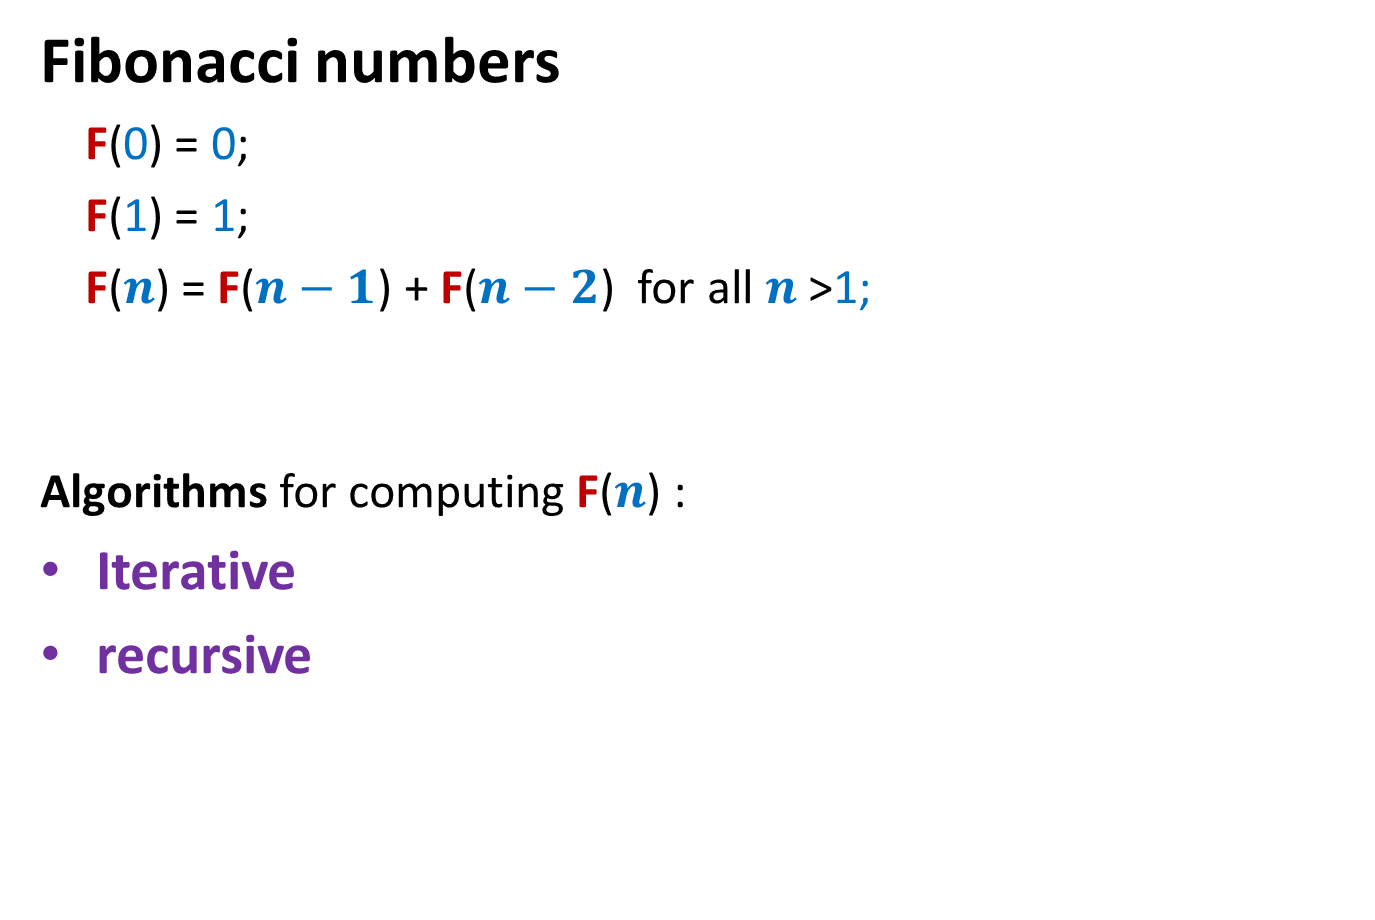 Fibonacci numbers
F(0) = 0;
F(1) = 1;
F(n) = F(n − 1) + F(n − 2) for all n >1;
Algorithms for computing F(n) :
• Iterative
• recursive